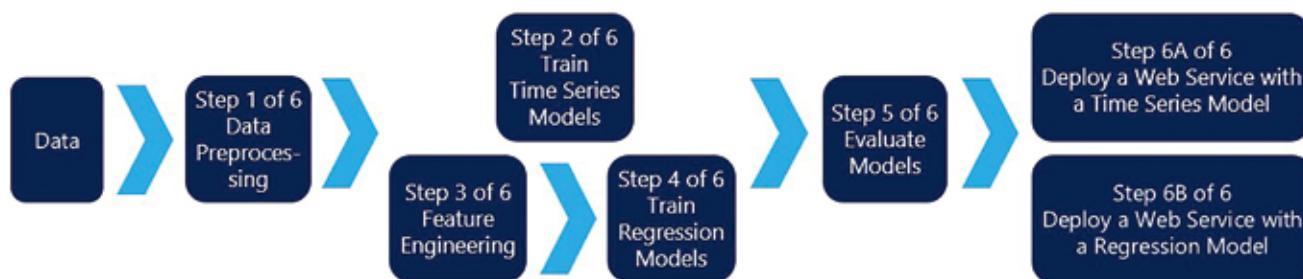 Data
Step 1 of 6
Data
Preproces-
sing
Step 2 of 6
Train
Time Series
Models
Step 3 of 6
Feature
Engineering
Step 4 of 6
Train
Regression
Models
Step 5 of 6
Evaluate
Models
Step 6A of 6
Deploy a Web Service with
a Time Series Model
Step 6B of 6
Deploy a Web Service with
a Regression Model